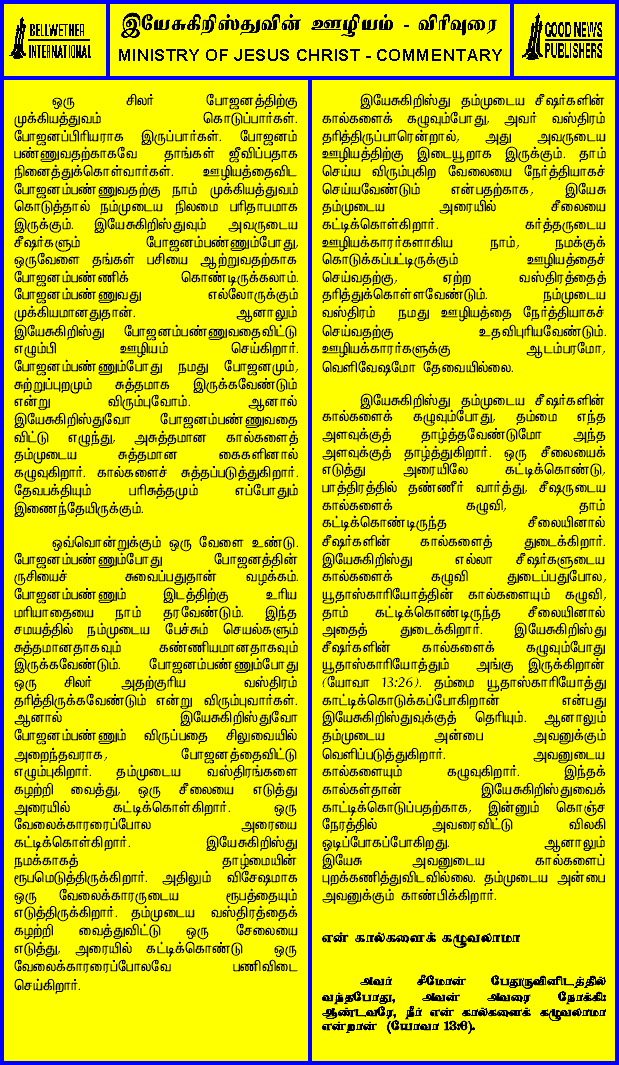 BELLWETHER
INTERNATIONAL
இயேசுகிறிஸ்துவின் ஊழியம் - விரிவுரை
MINISTRY OF JESUS CHRIST - COMMENTARY
GOOD NEWS
PUBLISHERS
ஒரு சிலர் போஜனத்திற்கு
முக்கியத்துவம் கொடுப்பார்கள்.
போஜனப்பிரியராக இருப்பார்கள். போஜனம்
பண்ணுவதற்காகவே தாங்கள் ஜீவிப்பதாக
நினைத்துக்கொள்வார்கள். ஊழியத்தைவிட
போஜனம்பண்ணுவதற்கு நாம் முக்கியத்துவம்
கொடுத்தால் நம்முடைய நிலமை பரிதாபமாக
இருக்கும். இயேசுகிறிஸ்துவும் அவருடைய
சீஷர்களும் போஜனம்பண்ணும்போது,
ஒருவேளை தங்கள் பசியை ஆற்றுவதற்காக
போஜனம்பண்ணிக் கொண்டிருக்கலாம்.
போஜனம்பண்ணுவது எல்லோருக்கும்
முக்கியமானதுதான். ஆனாலும்
இயேசுகிறிஸ்து போஜனம்பண்ணுவதைவிட்டு
எழும்பி ஊழியம் செய்கிறார்.
போஜனம்பண்ணும்போது நமது போஜனமும்,
சுற்றுப்புறமும் சுத்தமாக இருக்கவேண்டும்
என்று விரும்புவோம். ஆனால்
இயேசுகிறிஸ்துவோ போஜனம்பண்ணுவதை
விட்டு எழுந்து, அசுத்தமான கால்களைத்
தம்முடைய சுத்தமான கைகளினால்
கழுவுகிறார். கால்களைச் சுத்தப்படுத்துகிறார்.
தேவபக்தியும் பரிசுத்தமும் எப்போதும்
இணைந்தேயிருக்கும்.
ஒவ்வொன்றுக்கும் ஒரு வேளை உண்டு.
போஜனம்பண்ணும்போது போஜனத்தின்
ருசியைச் சுவைப்பதுதான் வழக்கம்.
போஜனம்பண்ணும் இடத்திற்கு உரிய
மரியாதையை நாம் தரவேண்டும். இந்த
சமயத்தில் நம்முடைய பேச்சும் செயல்களும்
சுத்தமானதாகவும் கண்ணியமானதாகவும்
இருக்கவேண்டும். போஜனம்பண்ணும்போது
ஒரு சிலர் அதற்குரிய வஸ்திரம்
தரித்திருக்கவேண்டும் என்று விரும்புவார்கள்.
ஆனால் இயேசுகிறிஸ்துவோ
போஜனம்பண்ணும் விருப்பதை சிலுவையில்
அறைந்தவராக, போஜனத்தைவிட்டு
எழும்புகிறார். தம்முடைய வஸ்திரங்களை
கழற்றி வைத்து, ஒரு சீலையை எடுத்து
அரையில் கட்டிக்கொள்கிறார். ஒரு
வேலைக்காரரைப்போல அரையை
கட்டிக்கொள்கிறார். இயேசுகிறிஸ்து
நமக்காகத் தாழ்மையின்
ரூபமெடுத்திருக்கிறார். அதிலும் விசேஷமாக
ஒரு வேலைக்காரருடைய ரூபத்தையும்
எடுத்திருக்கிறார். தம்முடைய வஸ்திரத்தைக்
கழற்றி வைத்துவிட்டு ஒரு சேலையை
எடுத்து, அரையில் கட்டிக்கொண்டு ஒரு
வேலைக்காரரைப்போலவே பணிவிடை
செய்கிறார்.
இயேசுகிறிஸ்து தம்முடைய சீஷர்களின்
கால்களைக் கழுவும்போது, அவர் வஸ்திரம்
தரித்திருப்பாரென்றால், அது அவருடைய
ஊழியத்திற்கு இடையூறாக இருக்கும். தாம்
செய்ய விரும்புகிற வேலையை நேர்த்தியாகச்
செய்யவேண்டும் என்பதற்காக, இயேசு
தம்முடைய அரையில் சீலையை
கட்டிக்கொள்கிறார். கர்த்தருடைய
ஊழியக்காரர்களாகிய நாம், நமக்குக்
கொடுக்கப்பட்டிருக்கும் ஊழியத்தைச்
செய்வதற்கு, ஏற்ற வஸ்திரத்தைத்
தரித்துக்கொள்ளவேண்டும். நம்முடைய
வஸ்திரம் நமது ஊழியத்தை நேர்த்தியாகச்
செய்வதற்கு உதவிபுரியவேண்டும்.
ஊழியக்காரர்களுக்கு ஆடம்பரமோ,
வெளிவேஷமோ தேவையில்லை.
இயேசுகிறிஸ்து தம்முடைய சீஷர்களின்
கால்களைக் கழுவும்போது, தம்மை எந்த
அளவுக்குத் தாழ்த்தவேண்டுமோ அந்த
அளவுக்குத் தாழ்த்துகிறார். ஒரு சீலையைக்
எடுத்து அரையிலே கட்டிக்கொண்டு,
பாத்திரத்தில் தண்ணீர் வார்த்து, சீஷருடைய
கால்களைக் கழுவி, தாம்
கட்டிக்கொண்டிருந்த சீலையினால்
சீஷர்களின் கால்களைத் துடைக்கிறார்.
இயேசுகிறிஸ்து எல்லா சீஷர்களுடைய
கால்களைக் கழுவி துடைப்பதுபோல,
யூதாஸ்காரியோத்தின் கால்களையும் கழுவி,
தாம் கட்டிக்கொண்டிருந்த சீலையினால்
அதைத் துடைக்கிறார். இயேசுகிறிஸ்து
சீஷர்களின் கால்களைக் கழுவும்போது
யூதாஸ்காரியோத்தும் அங்கு இருக்கிறான்
(யோவா 13:26). தம்மை யூதாஸ்காரியோத்து
காட்டிக்கொடுக்கப்போகிறான் என்பது
இயேசுகிறிஸ்துவுக்குத் தெரியும். ஆனாலும்
தம்முடைய அன்பை அவனுக்கும்
வெளிப்படுத்துகிறார். அவனுடைய
கால்களையும் கழுவுகிறார். இந்தக்
கால்கள்தான் இயேசுகிறிஸ்துவைக்
காட்டிக்கொடுப்பதற்காக, இன்னும் கொஞ்ச
நேரத்தில் அவரைவிட்டு விலகி
ஓடிப்போகப்போகிறது. ஆனாலும்
இயேசு அவனுடைய கால்களைப்
புறக்கணித்துவிடவில்லை. தம்முடைய அன்பை
அவனுக்கும் காண்பிக்கிறார்.
என் கால்களைக் கழுவலாமா
அவர் சீமோன் பேதுருவினிடத்தில்
வந்தபோது, அவன் அவரை நோக்கி:
ஆண்டவரே, நீர் என் கால்களைக் கழுவலாமா
என்றான் (யோவா 13:6).